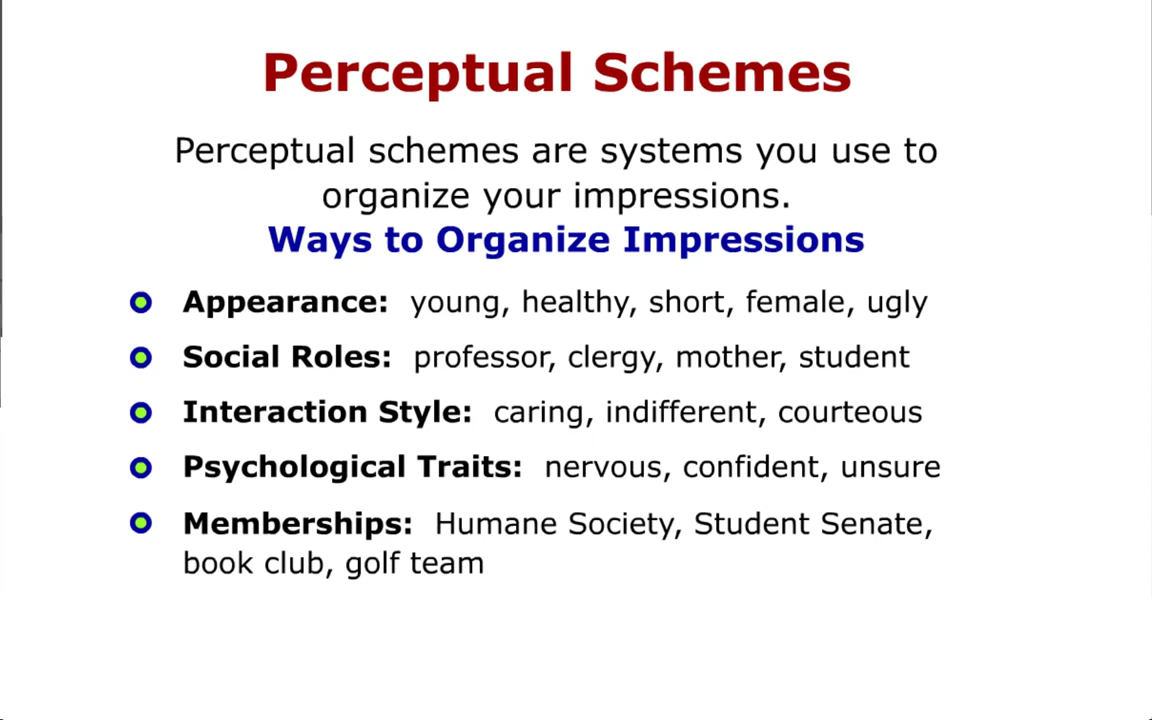 Perceptual Schemes
Perceptual schemes are systems you use to
organize your impressions.
Ways to Organize Impressions
Appearance: young, healthy, short, female, ugly
Social Roles: professor, clergy, mother, student
Interaction Style: caring, indifferent, courteous
Psychological Traits: nervous, confident, unsure
Memberships: Humane Society, Student Senate,
book club, golf team